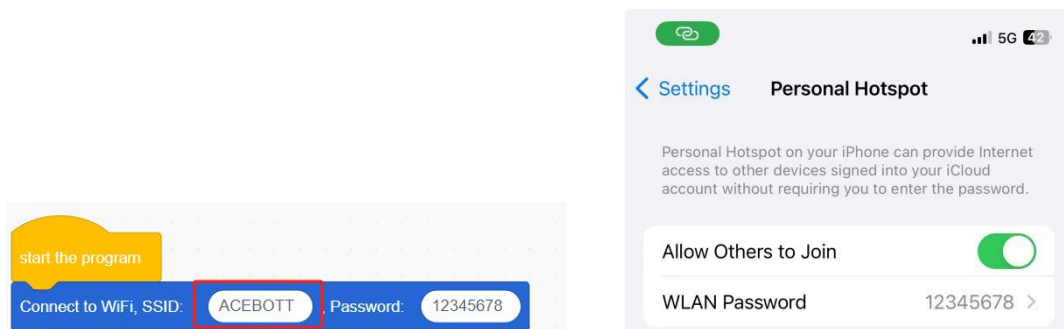 start the program
Connect to WiFi, SSID: ACEBOTT , Password: 12345678
5G 42
Settings Personal Hotspot
Personal Hotspot on your iPhone can provide Internet
access to other devices signed into your iCloud
account without requiring you to enter the password.
Allow Others to Join
WLAN Password 12345678